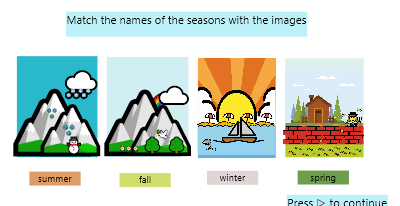 Match the names of the seasons with the images
summer
fall
winter
spring
Press ▷ to continue